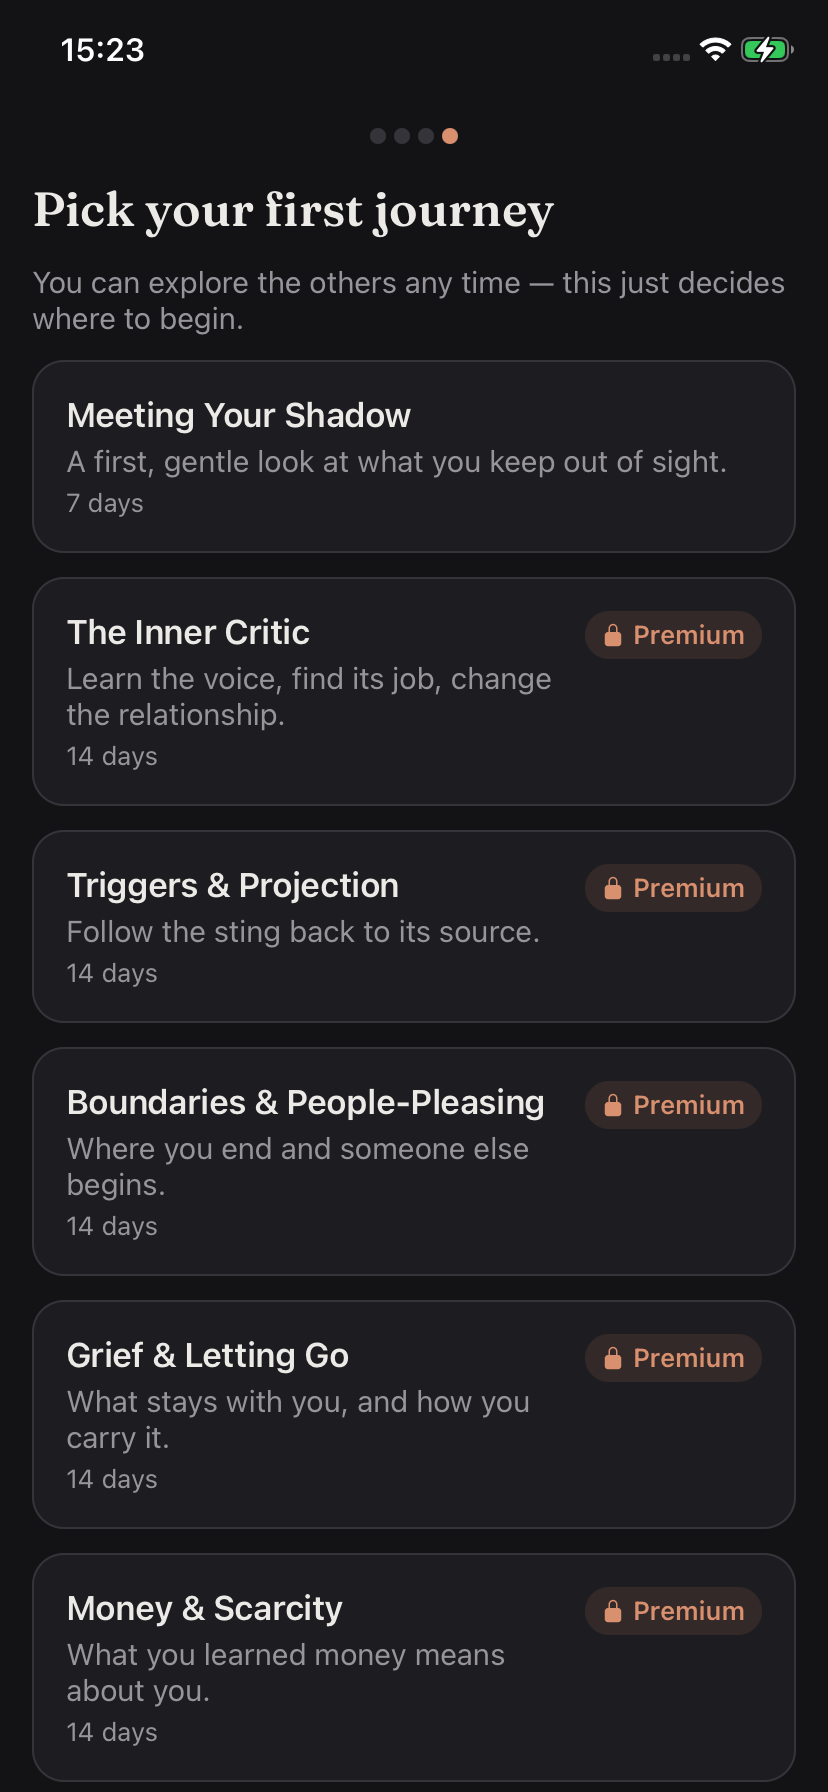 15:23
Pick your first journey
You can explore the others any time — this just decides
where to begin.
Meeting Your Shadow
A first, gentle look at what you keep out of sight.
7 days
The Inner Critic
Premium
Learn the voice, find its job, change
the relationship.
14 days
Triggers & Projection
Premium
Follow the sting back to its source.
14 days
Boundaries & People-Pleasing
Premium
Where you end and someone else
begins.
14 days
Grief & Letting Go
Premium
What stays with you, and how you
carry it.
14 days
Money & Scarcity
Premium
What you learned money means
about you.
14 days